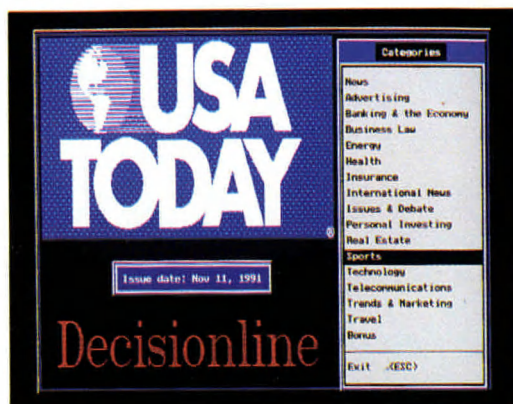 USA
TODAY
®
Issue date: Nov 11, 1991
Decisionline
Categories
News
Advertising
Banking & the Economy
Business Law
Energy
Health
Insurance
International News
Issues & Debate
Personal Investing
Real Estate
Sports
Technology
Telecommunications
Trends & Marketing
Travel
Bonus
Exit <ESC>